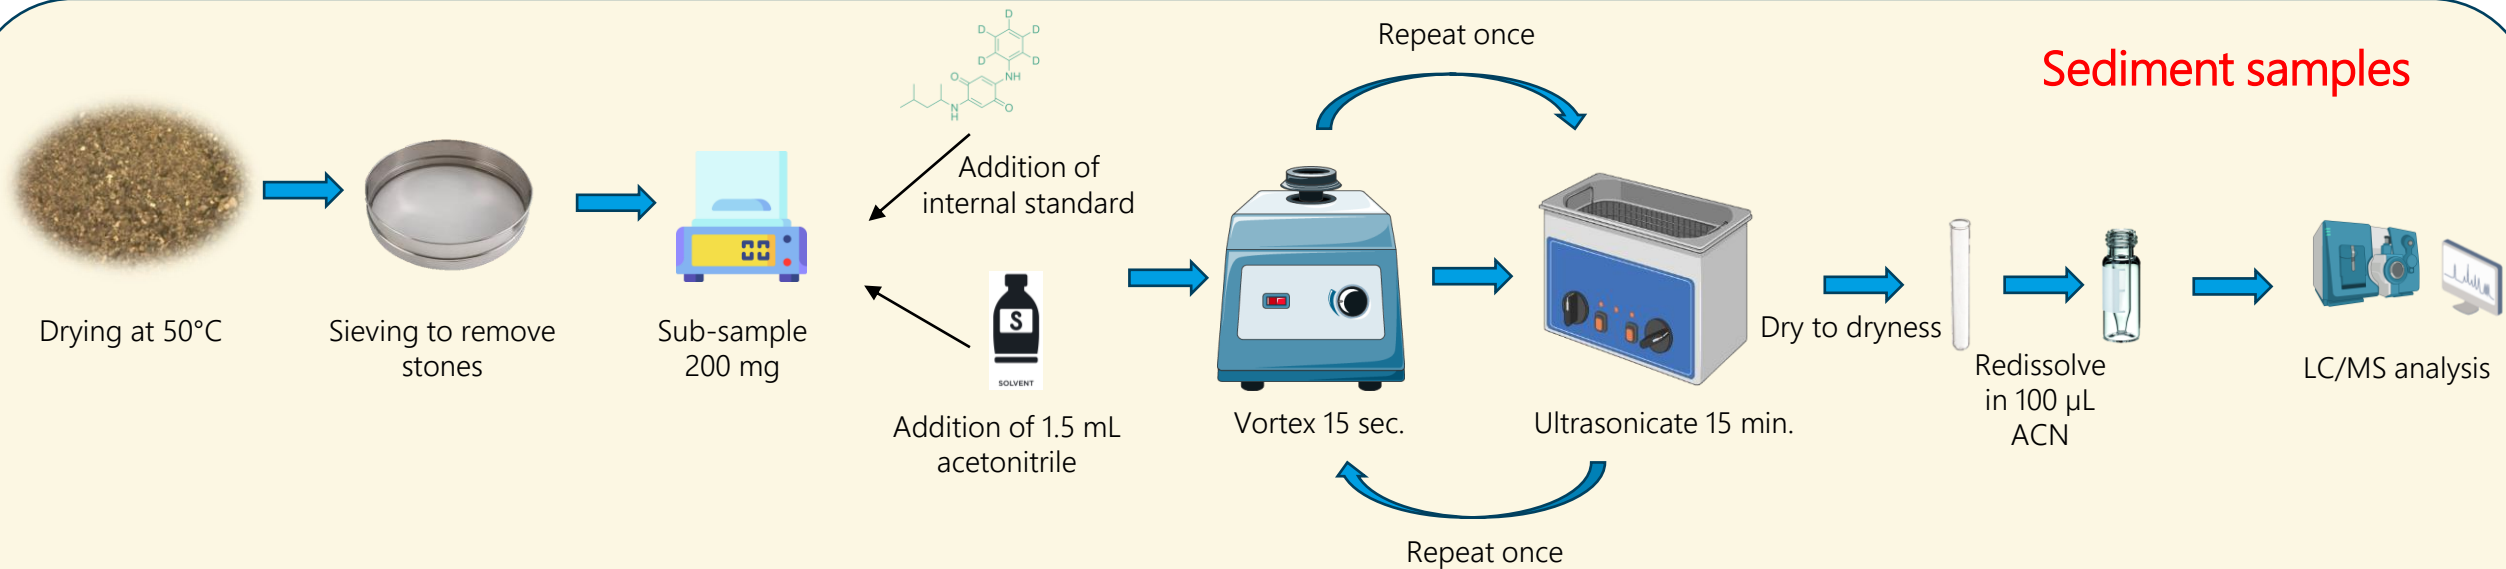 Sediment samples
Drying at 50°C
Sieving to remove
stones
Sub-sample
200 mg
D
D
D
D
D
NH
O
O
N
H
Addition of
internal standard
S
SOLVENT
Addition of 1.5 mL
acetonitrile
Repeat once
Vortex 15 sec.
Ultrasonicate 15 min.
Repeat once
Dry to dryness
Redissolve
in 100 µL
ACN
LC/MS analysis